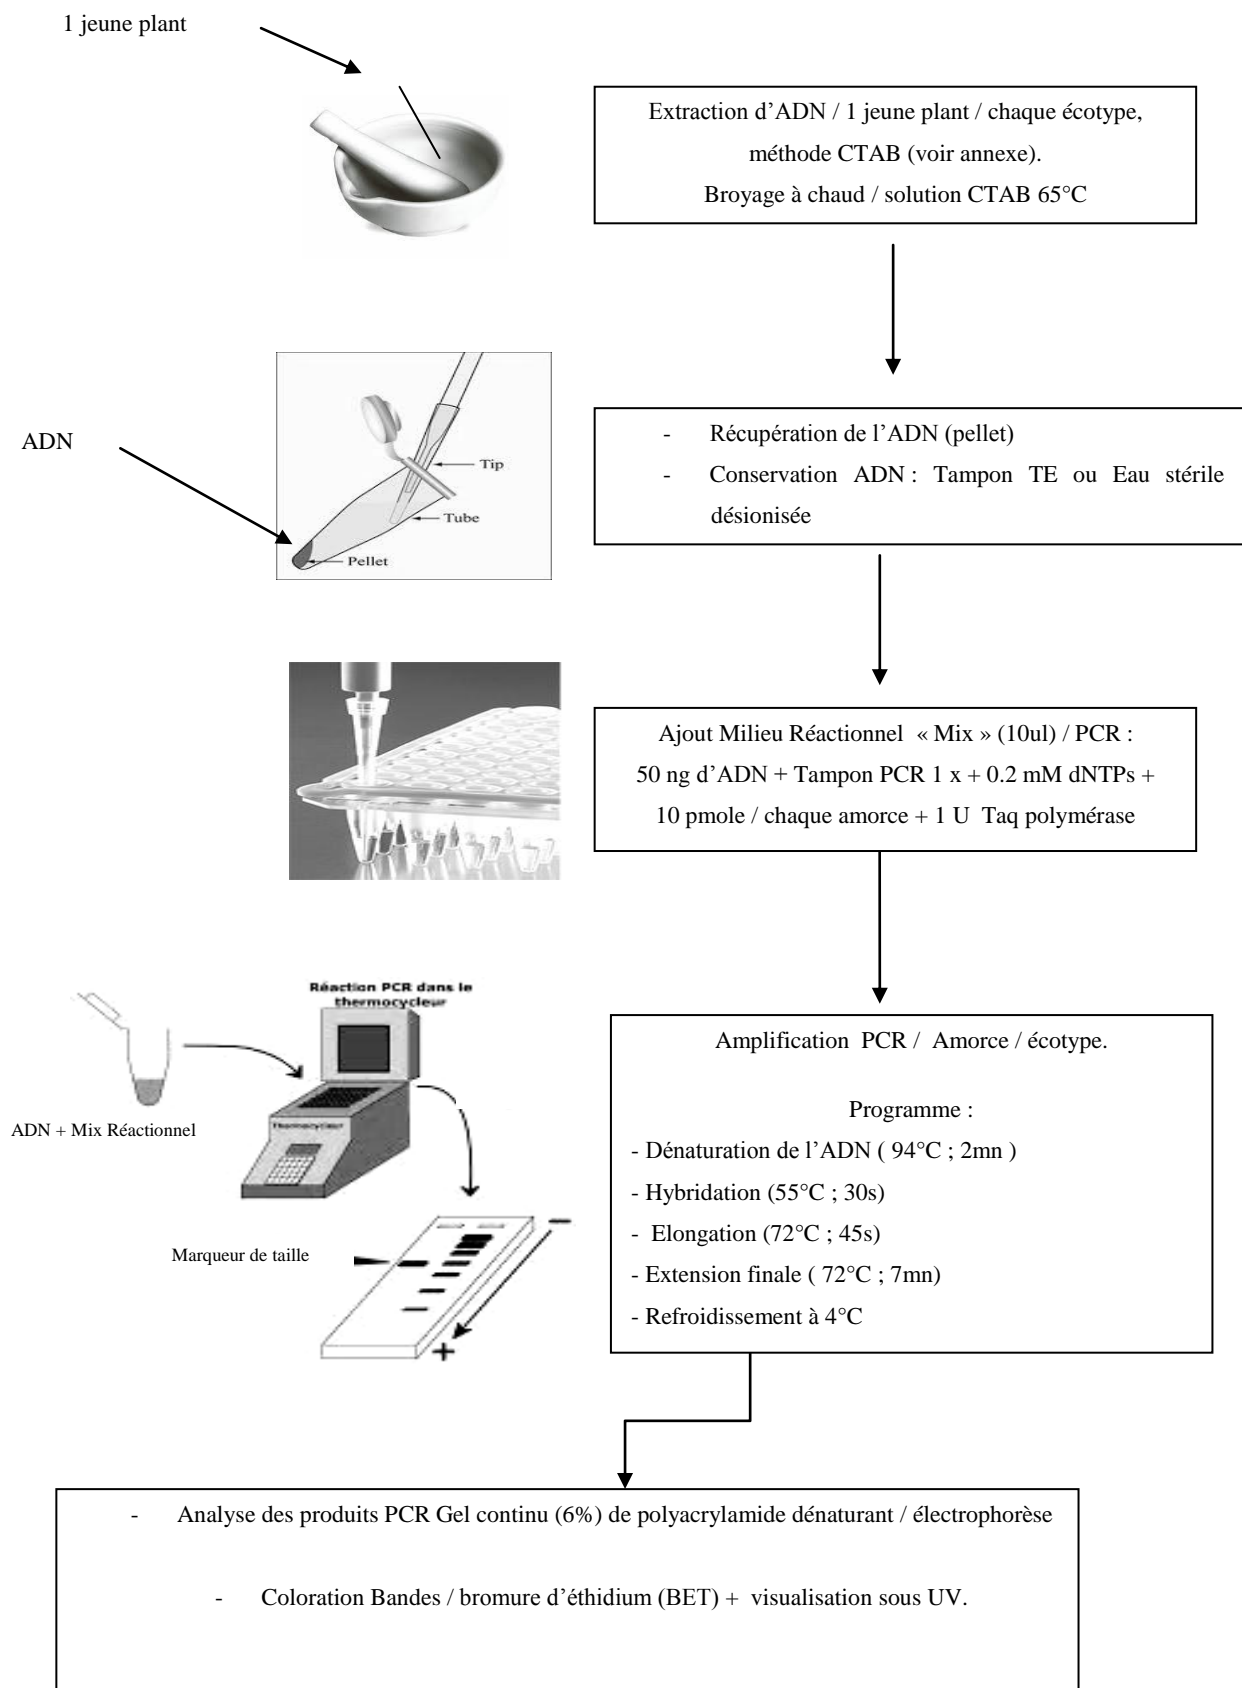 1 jeune plant
Extraction d’ADN / 1 jeune plant / chaque écotype,
méthode CTAB (voir annexe).
Broyage à chaud / solution CTAB 65°C
ADN
Tip
Tube
Pellet
- Récupération de l’ADN (pellet)
- Conservation ADN : Tampon TE ou Eau stérile
désionisée
Ajout Milieu Réactionnel « Mix » (10ul) / PCR :
50 ng d’ADN + Tampon PCR 1 x + 0.2 mM dNTPs +
10 pmole / chaque amorce + 1 U Taq polymérase
Réaction PCR dans le
thermocycleur
Thermocycleur
ADN + Mix Réactionnel
Marqueur de taille
–
+
Amplification PCR / Amorce / écotype.
Programme :
- Dénaturation de l’ADN ( 94°C ; 2mn )
- Hybridation (55°C ; 30s)
- Elongation (72°C ; 45s)
- Extension finale ( 72°C ; 7mn)
- Refroidissement à 4°C
- Analyse des produits PCR Gel continu (6%) de polyacrylamide dénaturant / électrophorèse
- Coloration Bandes / bromure d’éthidium (BET) + visualisation sous UV.